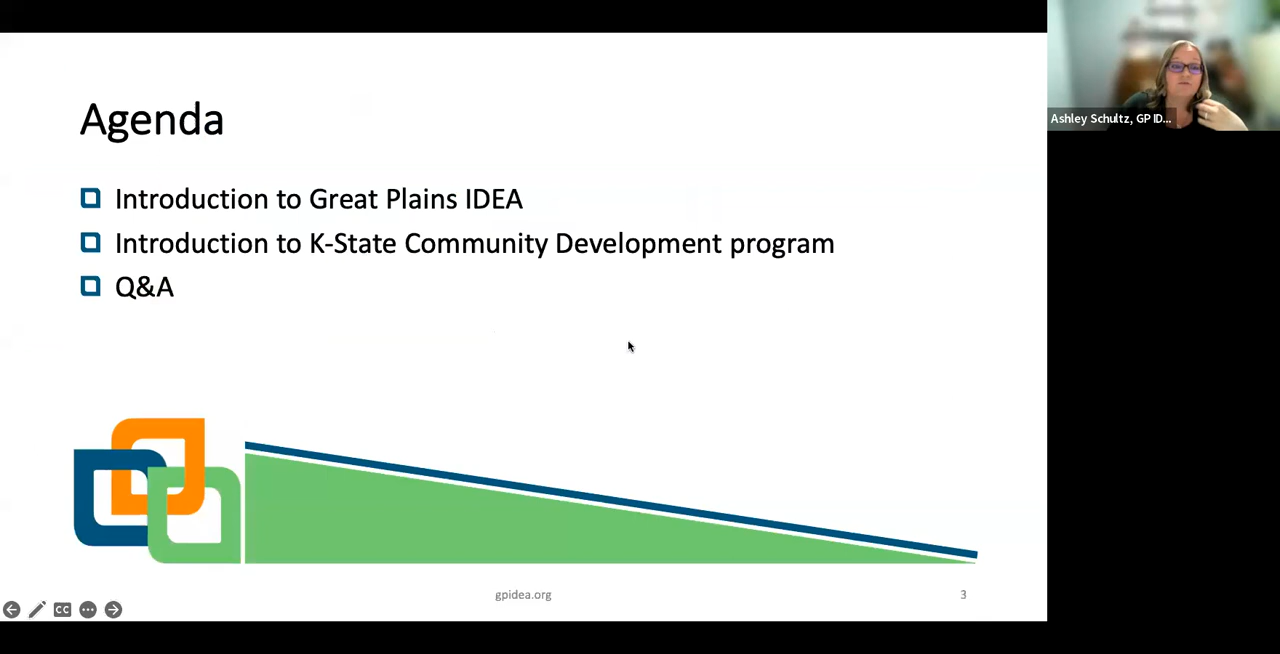 Agenda
Introduction to Great Plains IDEA
Introduction to K-State Community Development program
Q&A
gpidea.org
3
CC
Ashley Schultz, GP ID...